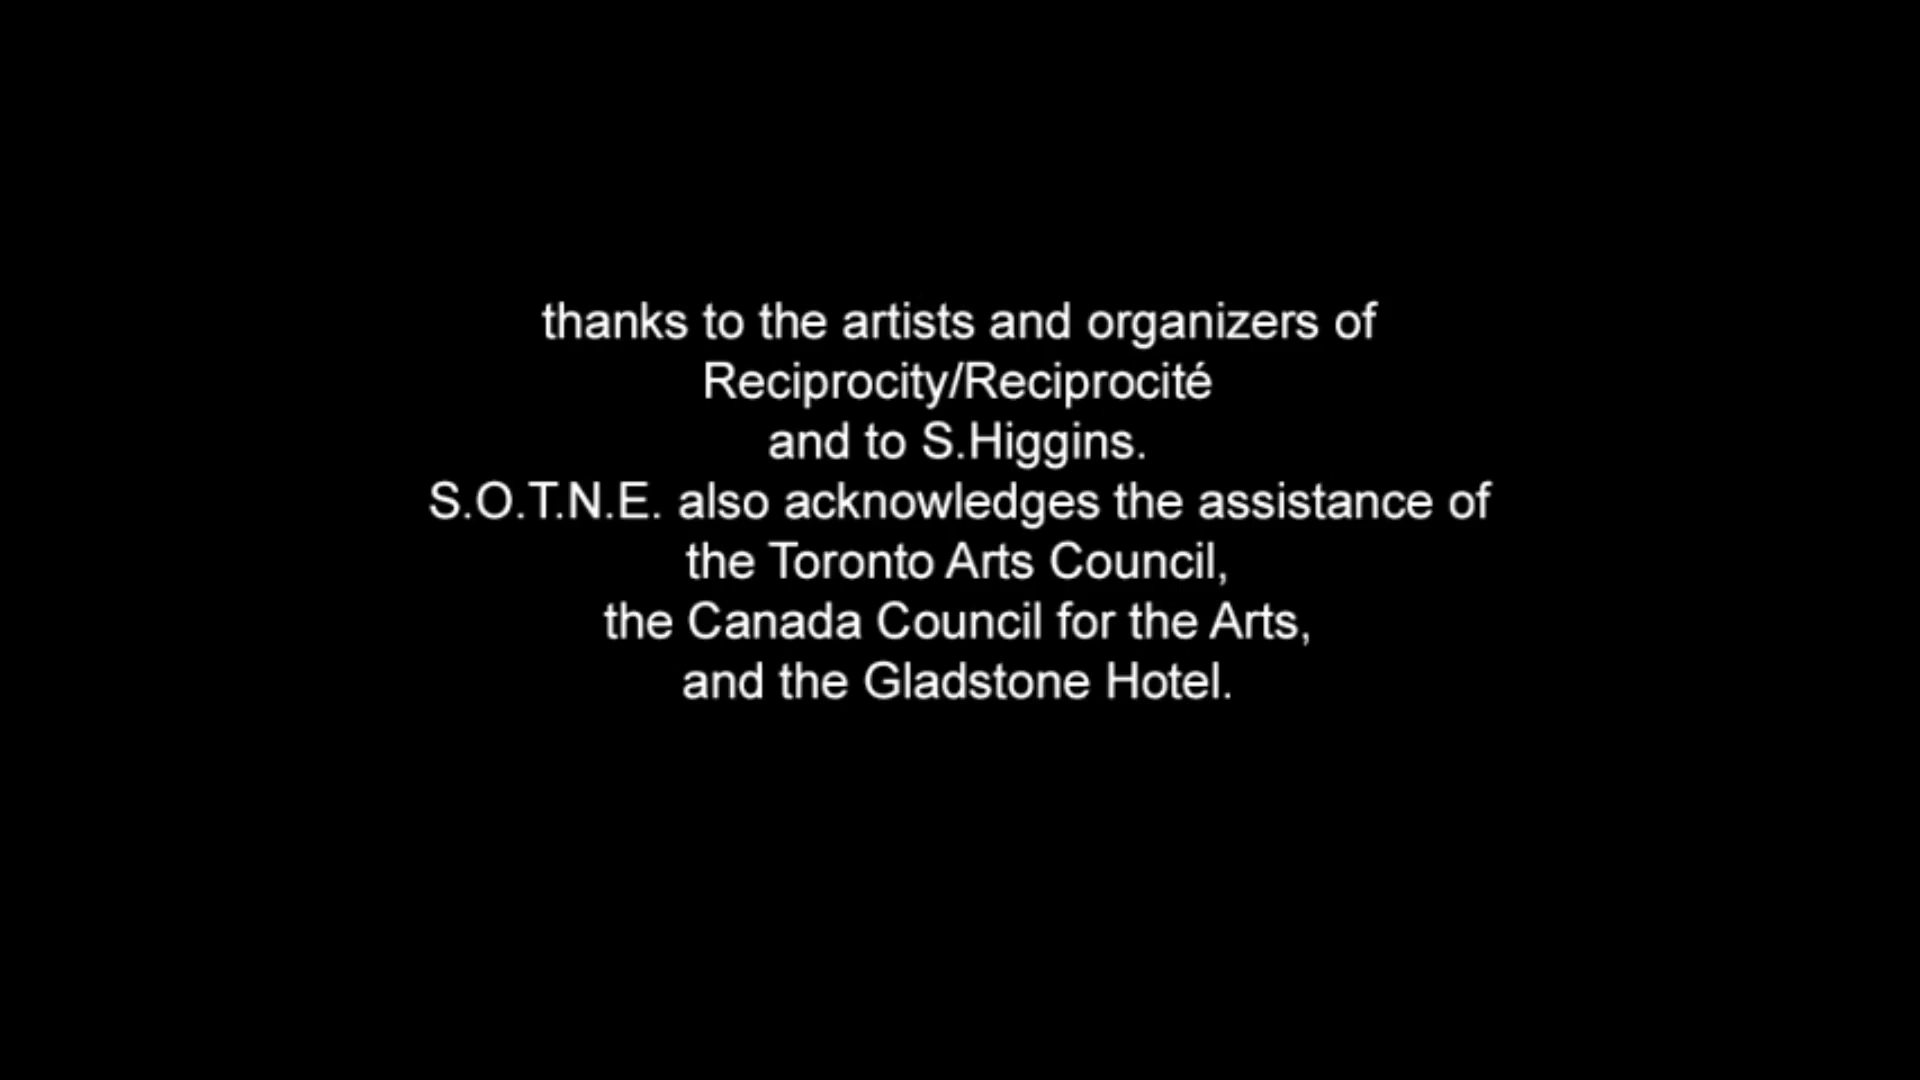 thanks to the artists and organizers of
Reciprocity/Reciprocité
and to S.Higgins.
S.O.T.N.E. also acknowledges the assistance of
the Toronto Arts Council,
the Canada Council for the Arts,
and the Gladstone Hotel.